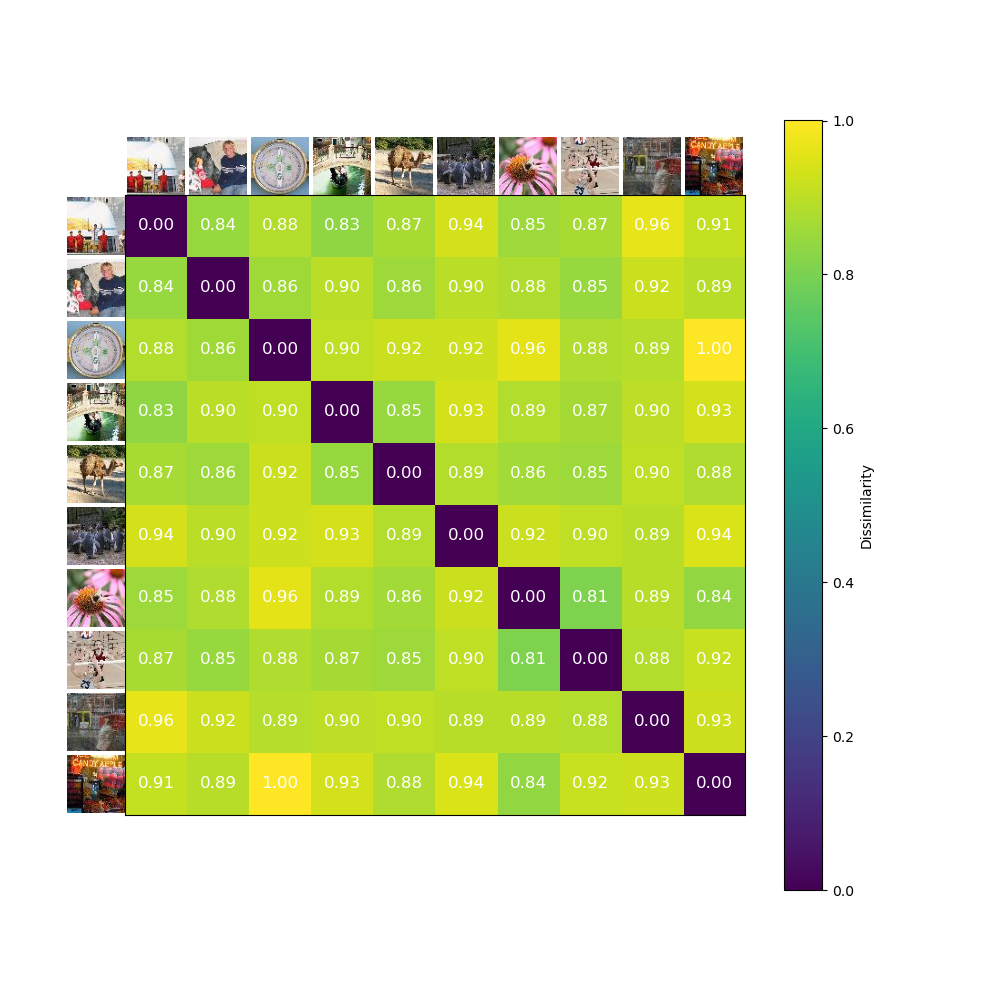 CANDY APPLE
0.00 0.84 0.88 0.83 0.87 0.94 0.85 0.87 0.96 0.91
0.84 0.00 0.86 0.90 0.86 0.90 0.88 0.85 0.92 0.89
0.88 0.86 0.00 0.90 0.92 0.92 0.96 0.88 0.89 1.00
0.83 0.90 0.90 0.00 0.85 0.93 0.89 0.87 0.90 0.93
0.87 0.86 0.92 0.85 0.00 0.89 0.86 0.85 0.90 0.88
0.94 0.90 0.92 0.93 0.89 0.00 0.92 0.90 0.89 0.94
0.85 0.88 0.96 0.89 0.86 0.92 0.00 0.81 0.89 0.84
0.87 0.85 0.88 0.87 0.85 0.90 0.81 0.00 0.88 0.92
0.96 0.92 0.89 0.90 0.90 0.89 0.89 0.88 0.00 0.93
CANDY APPLE
0.91 0.89 1.00 0.93 0.88 0.94 0.84 0.92 0.93 0.00
1.0
0.8
0.6
0.4
0.2
0.0
Dissimilarity